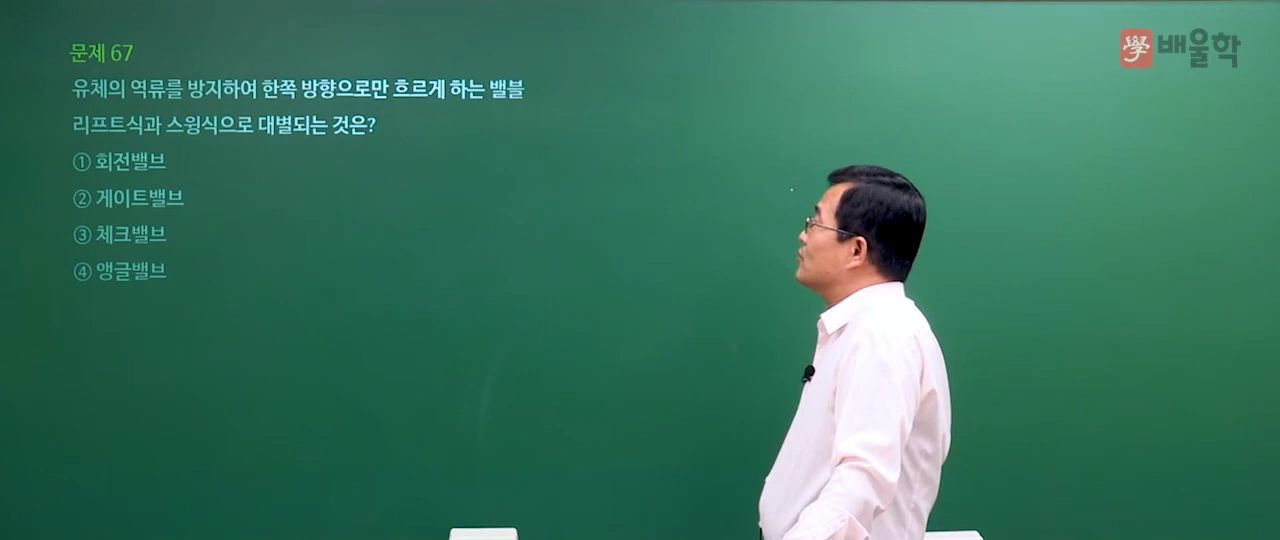 문제 67
學 배울학
유체의 역류를 방지하여 한쪽 방향으로만 흐르게 하는 밸블
리프트식과 스윙식으로 대별되는 것은?
① 회전밸브
② 게이트밸브
③ 체크밸브
④ 앵글밸브